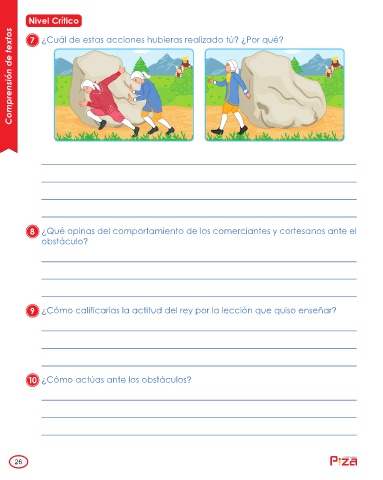 Comprensión de textos
Nivel Crítico
7 ¿Cuál de estas acciones hubieras realizado tú? ¿Por qué?
8 ¿Qué opinas del comportamiento de los comerciantes y cortesanos ante el
obstáculo?
9 ¿Cómo calificarías la actitud del rey por la lección que quiso enseñar?
10 ¿Cómo actúas ante los obstáculos?
26